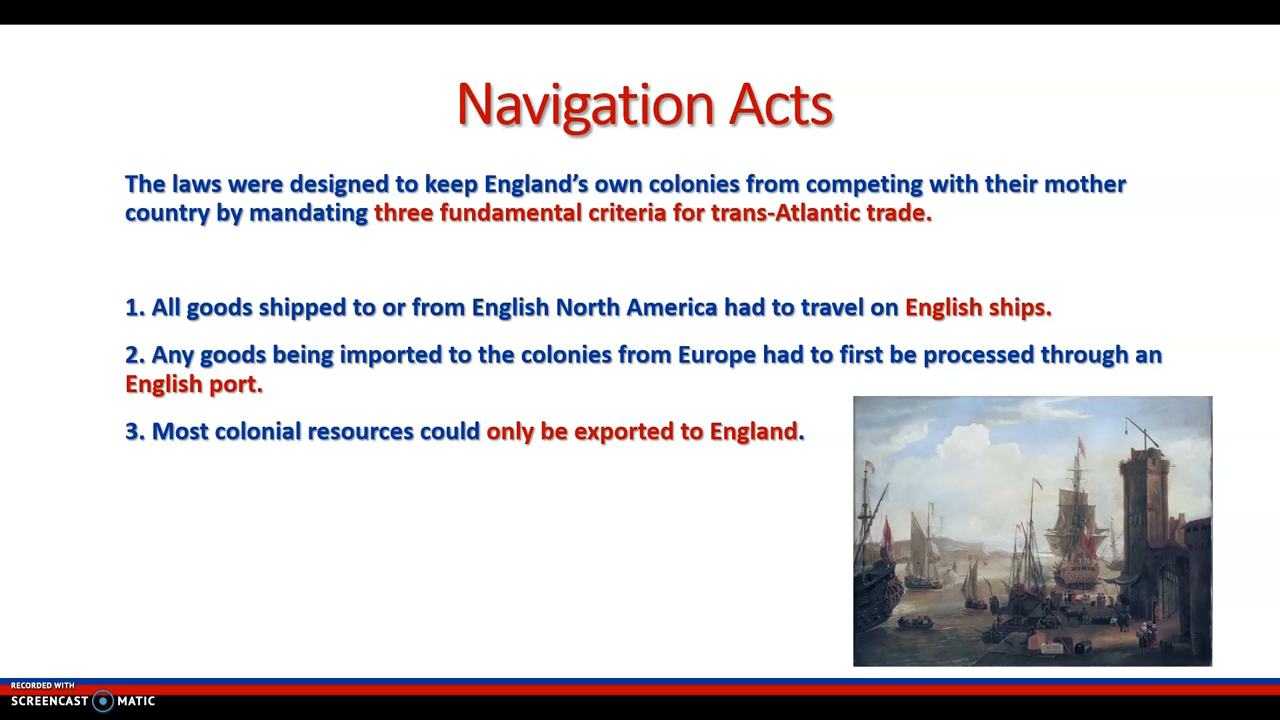 Navigation Acts
The laws were designed to keep England’s own colonies from competing with their mother
country by mandating three fundamental criteria for trans-Atlantic trade.
1. All goods shipped to or from English North America had to travel on English ships.
2. Any goods being imported to the colonies from Europe had to first be processed through an
English port.
3. Most colonial resources could only be exported to England.
RECORDED WITH
SCREENCAST MATIC